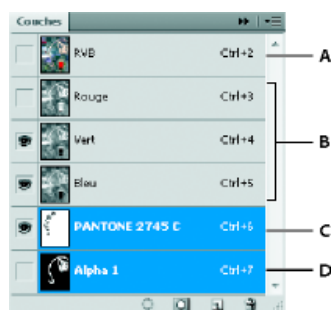 Couches
RVB Ctrl+2 A
Rouge Ctrl+3
B
Vert Ctrl+4
Bleu Ctrl+5
PANTONE 2745 C Ctrl+6 C
Alpha 1 Ctrl+7 D